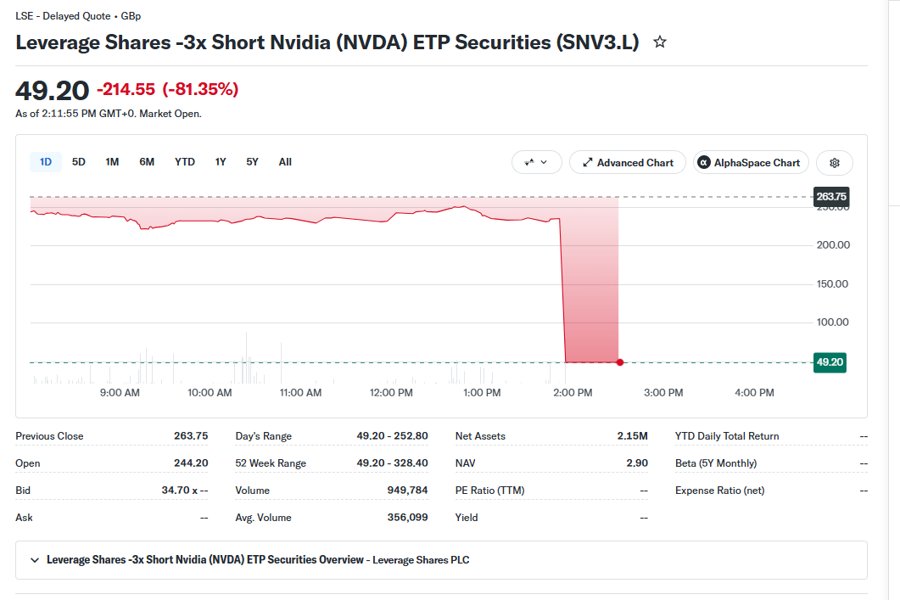 LSE - Delayed Quote • GBp
Leverage Shares -3x Short Nvidia (NVDA) ETP Securities (SNV3.L)
49.20 -214.55 (-81.35%)
As of 2:11:55 PM GMT+0. Market Open.
1D 5D 1M 6M YTD 1Y 5Y All Advanced Chart AlphaSpace Chart
263.75
250.00
200.00
150.00
100.00
49.20
9:00 AM 10:00 AM 11:00 AM 12:00 PM 1:00 PM 2:00 PM 3:00 PM 4:00 PM
Previous Close 263.75 Day's Range 49.20 - 252.80 Net Assets 2.15M YTD Daily Total Return --
Open 244.20 52 Week Range 49.20 - 328.40 NAV 2.90 Beta (5Y Monthly) --
Bid 34.70 x -- Volume 949,784 PE Ratio (TTM) -- Expense Ratio (net) --
Ask -- Avg. Volume 356,099 Yield --
Leverage Shares -3x Short Nvidia (NVDA) ETP Securities Overview - Leverage Shares PLC